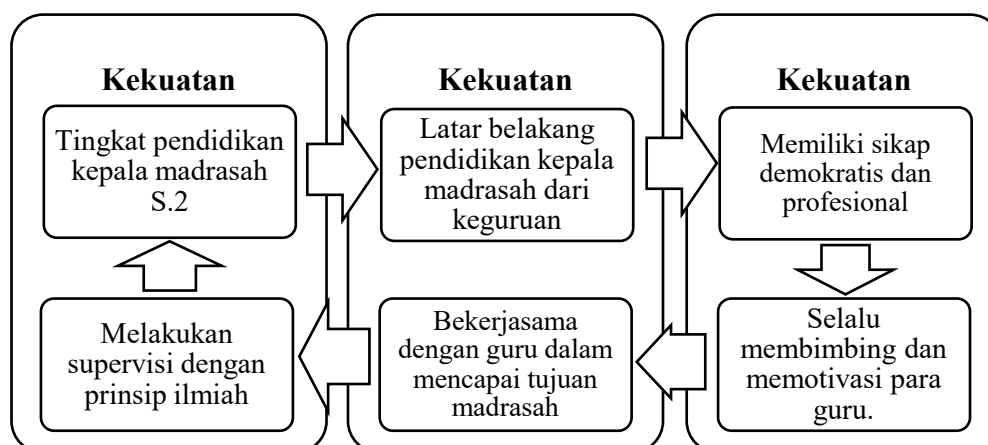 Kekuatan
Tingkat pendidikan
kepala madrasah
S.2
Melakukan
supervisi dengan
prinsip ilmiah
Kekuatan
Latar belakang
pendidikan kepala
madrasah dari
keguruan
Bekerjasama
dengan guru dalam
mencapai tujuan
madrasah
Kekuatan
Memiliki sikap
demokratis dan
profesional
Selalu
membimbing dan
memotivasi para
guru.